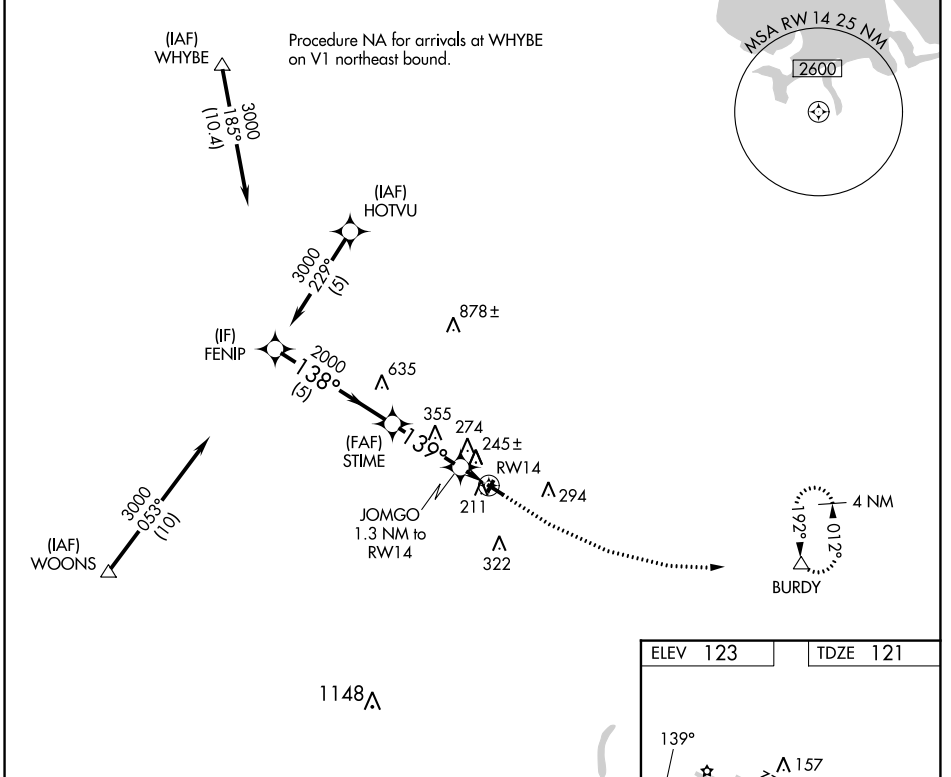 (IAF)
WHYBE
Procedure NA for arrivals at WHYBE
on V1 northeast bound.
MSA RW 14 25 NM
2600
3000
185°
(10.4)
(IAF)
HOTVU
3000
229°
(5)
878±
(IF)
FENIP
2000
138°
(5)
635
(FAF)
STIME
355
274
245±
139°
RW14
211
294
JOMGO
1.3 NM to
RW14
322
3000
053°
(10)
(IAF)
WOONS
4 NM
192°
012°
BURDY
1148
ELEV 123
TDZE 121
139°
157